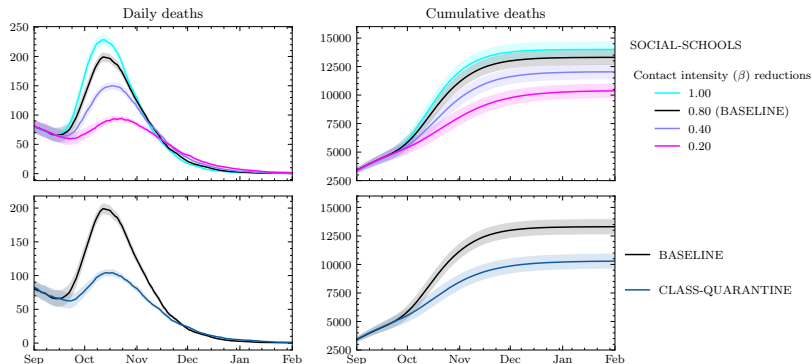 Daily deaths
Cumulative deaths
250
200
150
100
50
0
15000
12500
10000
7500
5000
2500
SOCIAL-SCHOOLS
Contact intensity (β) reductions
1.00
0.80 (BASELINE)
0.40
0.20
200
150
100
50
0
Sep Oct Nov Dec Jan Feb
15000
12500
10000
7500
5000
2500
Sep Oct Nov Dec Jan Feb
BASELINE
CLASS-QUARANTINE